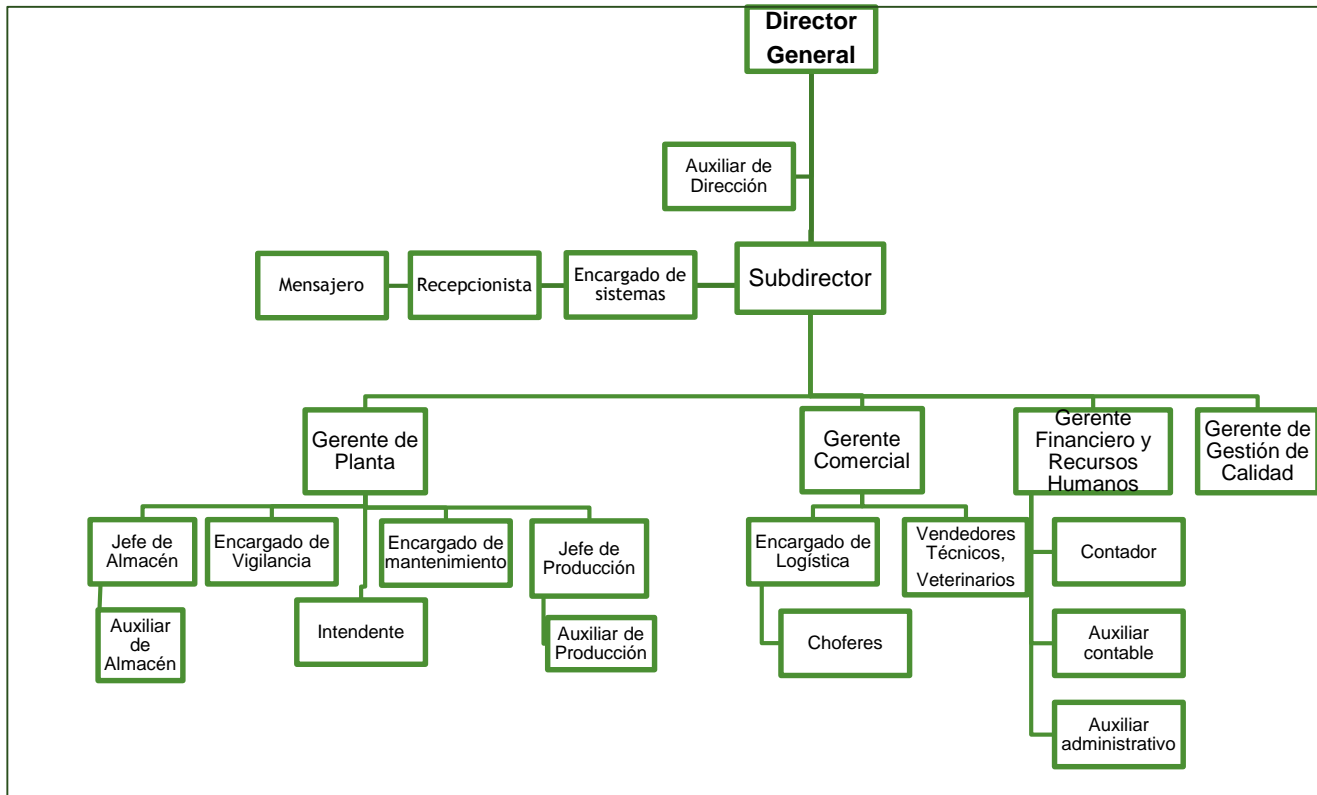 Director
General
Auxiliar de
Dirección
Mensajero
Recepcionista
Encargado de
sistemas
Subdirector
Gerente de
Planta
Gerente
Comercial
Gerente
Financiero y
Recursos
Humanos
Gerente de
Gestión de
Calidad
Jefe de
Almacén
Encargado de
Vigilancia
Encargado de
mantenimiento
Jefe de
Producción
Encargado de
Logística
Vendedores
Técnicos,
Veterinarios
Contador
Auxiliar
de
Almacén
Intendente
Auxiliar de
Producción
Choferes
Auxiliar
contable
Auxiliar
administrativo